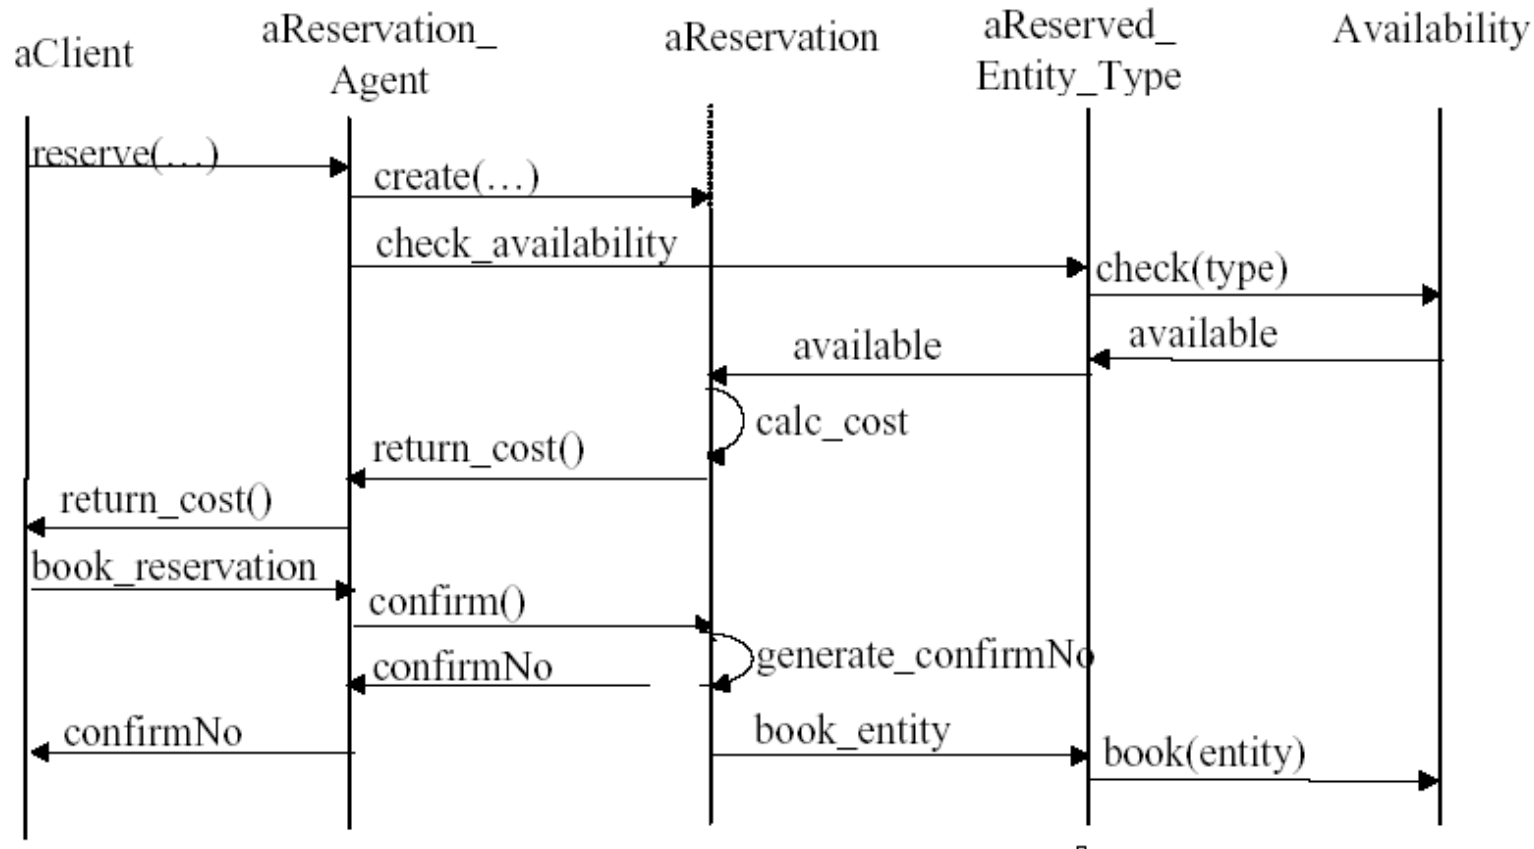 aClient
aReservation_
Agent
aReservation
aReserved_
Entity_Type
Availability
reserve(...)
create(...)
check_availability
check(type)
available
available
calc_cost
return_cost()
return_cost()
book_reservation
confirm()
generate_confirmNo
confirmNo
confirmNo
book_entity
book(entity)